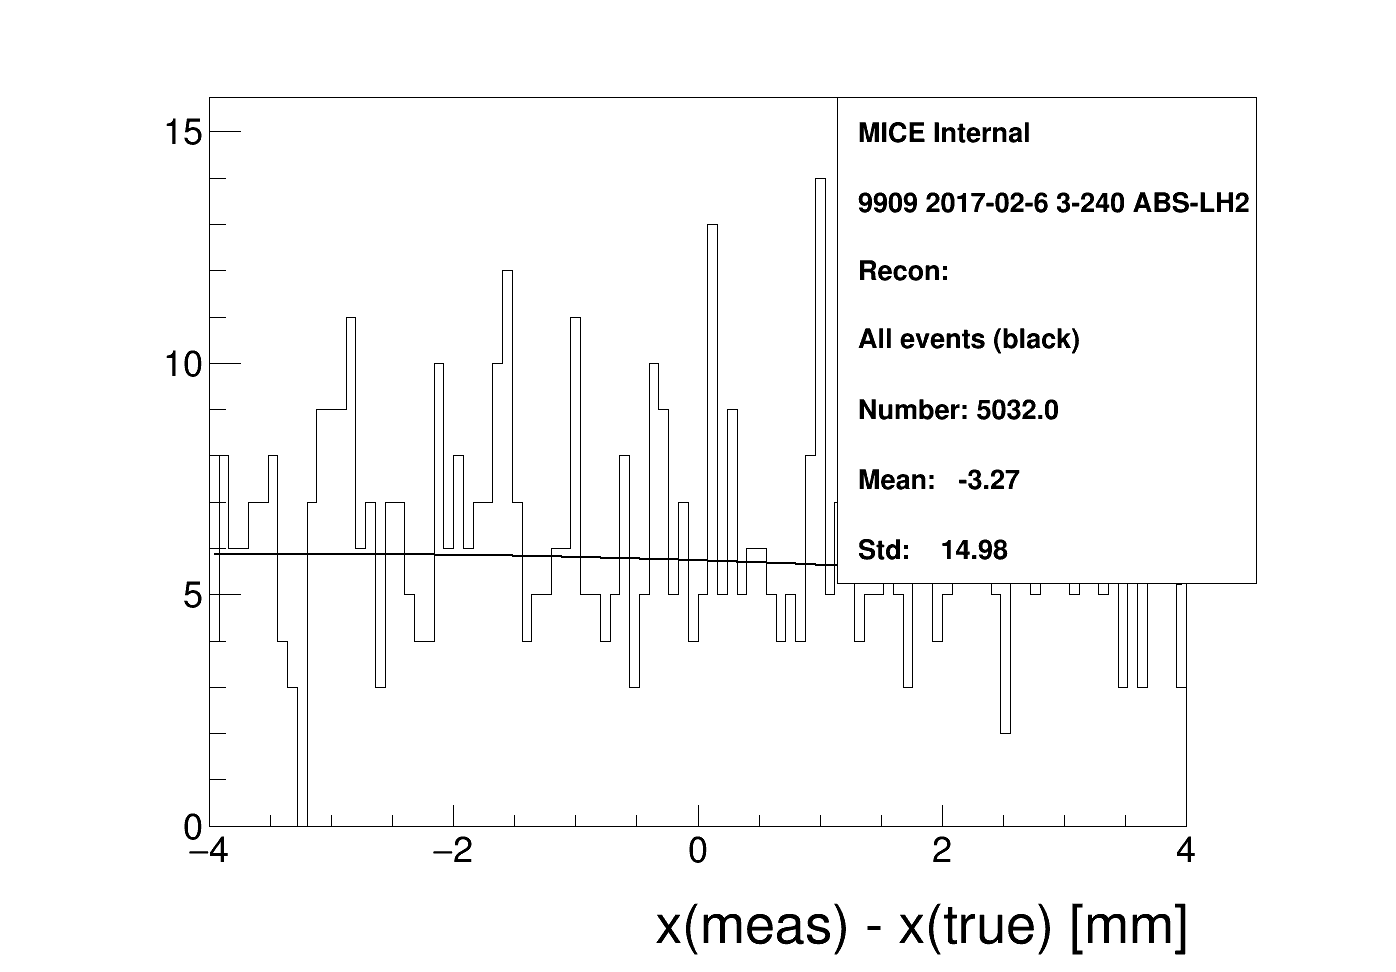 MICE Internal
9909 2017-02-6 3-240 ABS-LH2
Recon:
All events (black)
Number: 5032.0
Mean: -3.27
Std: 14.98
15
10
5
0
−4 −2 0 2 4
x(meas) - x(true) [mm]